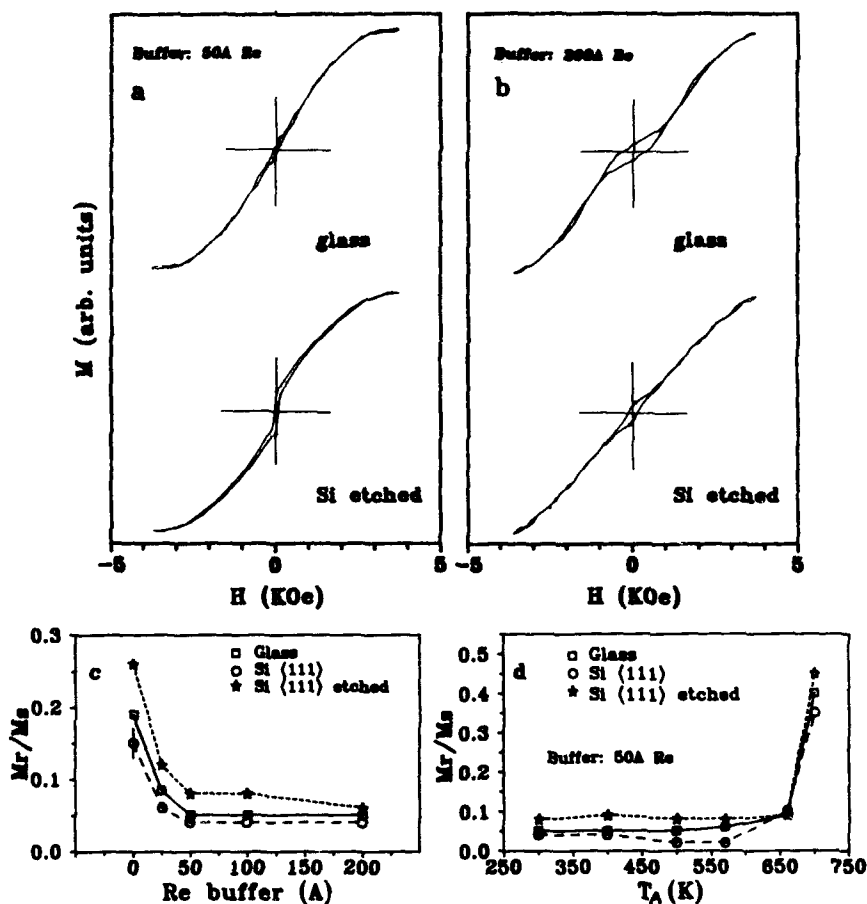 Buffer: 50A Re
a
glass
Si etched
M (arb. units)
-5 0 5
H (KOe)
Buffer: 200A Re
b
glass
Si etched
-5 0 5
H (KOe)
c
Glass
Si (111)
Si (111) etched
Mr/Ms
0.3
0.2
0.1
0.0
0 50 100 150 200
Re buffer (A)
d
Glass
Si (111)
Si (111) etched
Buffer: 50A Re
Mr/Ms
0.5
0.4
0.3
0.2
0.1
0.0
250 350 450 550 650 750
T_A(K)